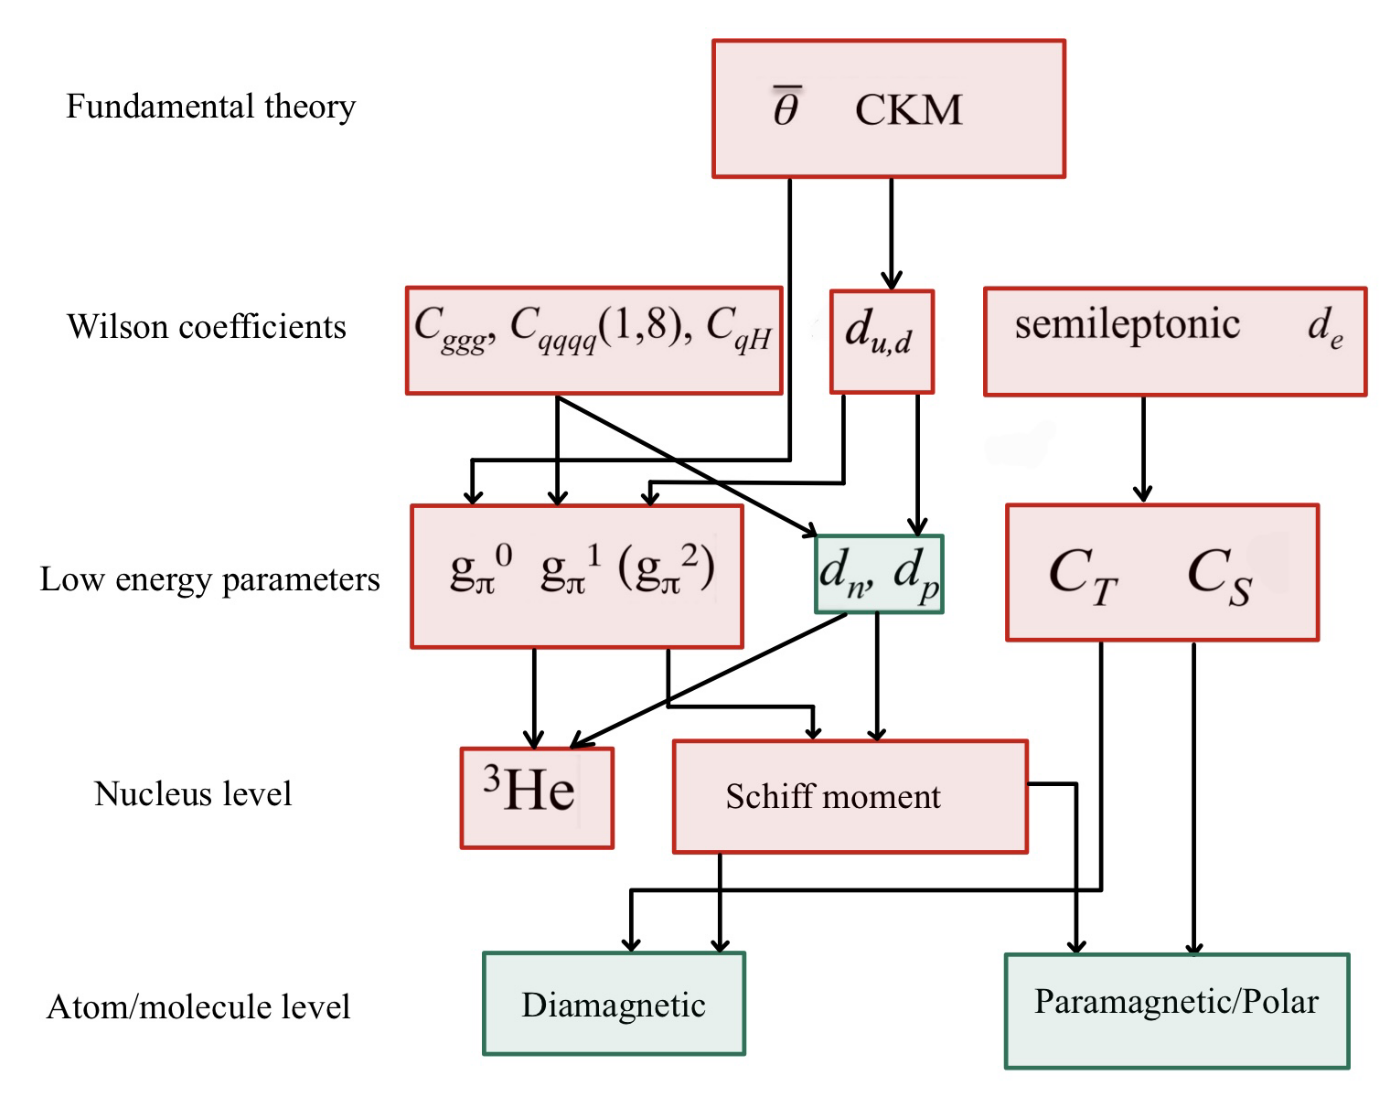 Fundamental theory
θ̅ CKM
Wilson coefficients
C_ggg, C_qqqq(1,8), C_qH
d_u,d
semileptonic d_e
Low energy parameters
g_π^0 g_π^1 (g_π^2)
d_n, d_p
C_T C_S
Nucleus level
³He
Schiff moment
Atom/molecule level
Diamagnetic
Paramagnetic/Polar